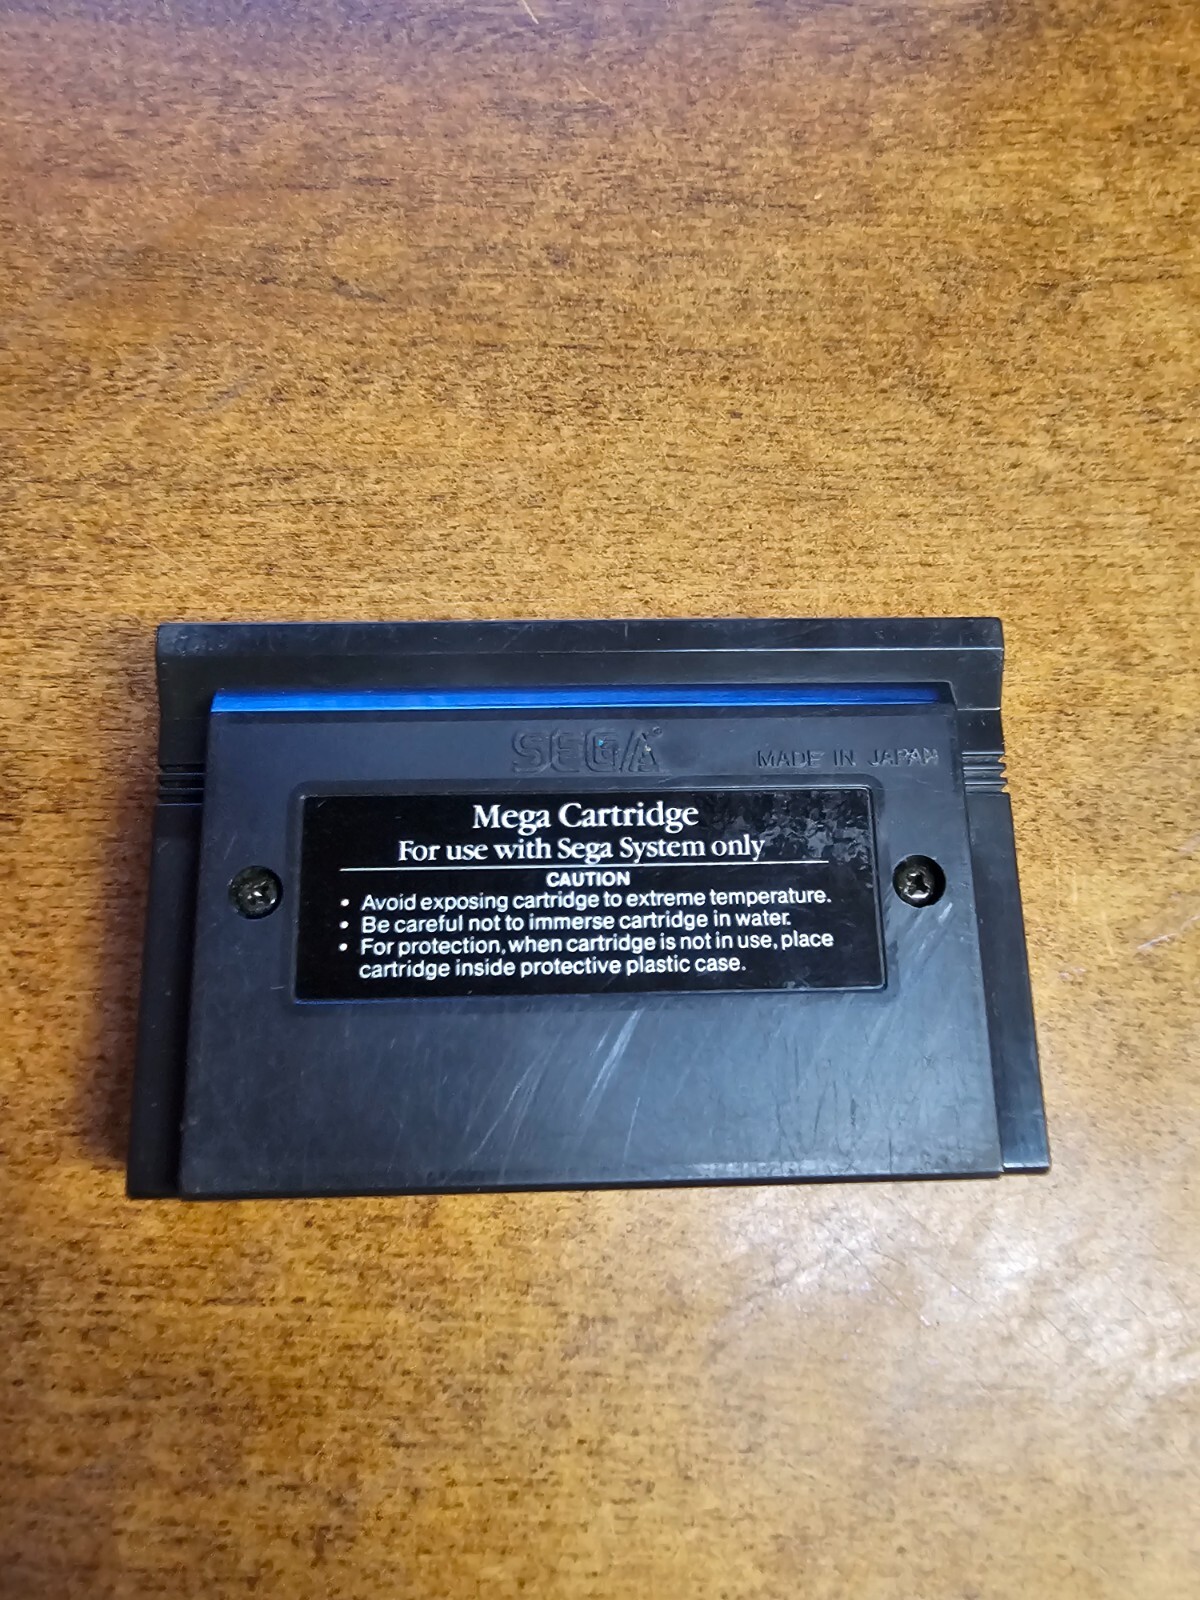 SEGA®
MADE IN JAPAN
Mega Cartridge
For use with Sega System only
CAUTION
• Avoid exposing cartridge to extreme temperature.
• Be careful not to immerse cartridge in water.
• For protection, when cartridge is not in use, place
cartridge inside protective plastic case.